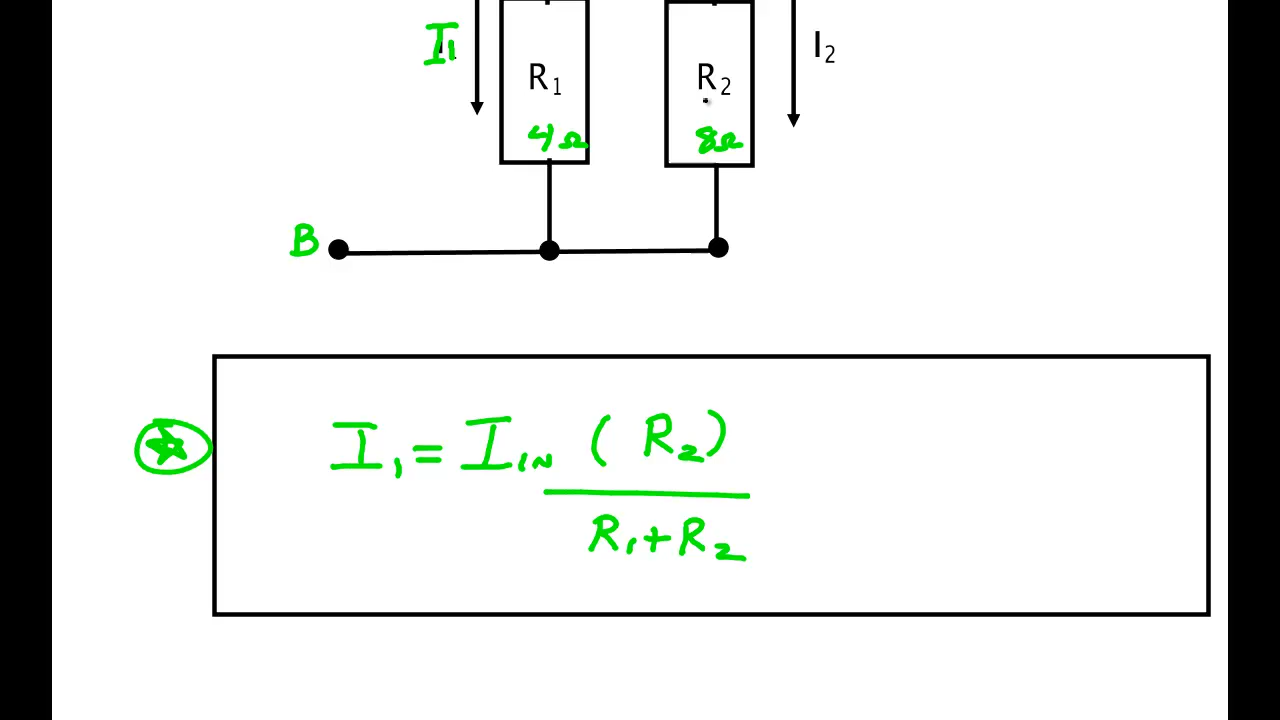 I1 I2
R1 R2
4Ω 8Ω
B
I1 = IIN (R2)
R1+R2